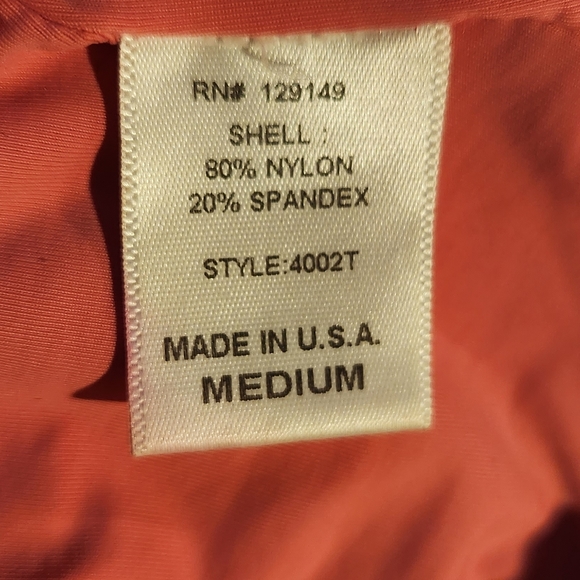 RN# 129149
SHELL :
80% NYLON
20% SPANDEX
STYLE:4002T
MADE IN U.S.A.
MEDIUM